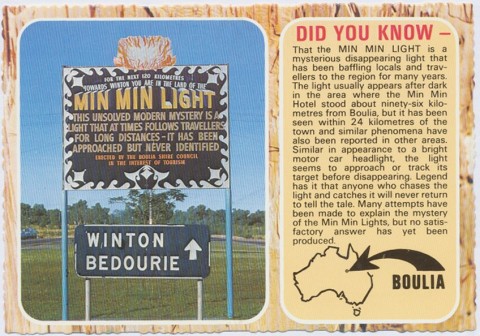 FOR THE NEXT 120 KILOMETRES
TOWARDS WINTON YOU ARE IN THE LAND OF THE
MIN MIN LIGHT
THIS UNSOLVED MODERN MYSTERY IS A
LIGHT THAT AT TIMES FOLLOWS TRAVELLERS
FOR LONG DISTANCES - IT HAS BEEN
APPROACHED BUT NEVER IDENTIFIED
ERECTED BY THE BOULIA SHIRE COUNCIL
IN THE INTEREST OF TOURISM
WINTON
BEDOURIE
DID YOU KNOW –
That the MIN MIN LIGHT is a
mysterious disappearing light that
has been baffling locals and trav-
ellers to the region for many years.
The light usually appears after dark
in the area where the Min Min
Hotel stood about ninety-six kilo-
metres from Boulia, but it has been
seen within 24 kilometres of the
town and similar phenomena have
also been reported in other areas.
Similar in appearance to a bright
motor car headlight, the light
seems to approach or track its
target before disappearing. Legend
has it that anyone who chases the
light and catches it will never return
to tell the tale. Many attempts have
been made to explain the mystery
of the Min Min Lights, but no satis-
factory answer has yet been
produced.
BOULIA